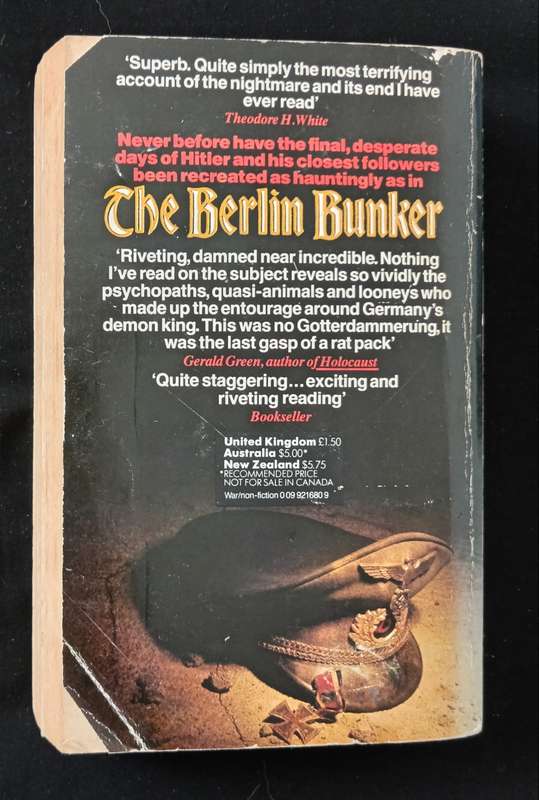 ‘Superb. Quite simply the most terrifying
account of the nightmare and its end I have
ever read’
Theodore H. White
Never before have the final, desperate
days of Hitler and his closest followers
been recreated as hauntingly as in
The Berlin Bunker
‘Riveting, damned near incredible. Nothing
I've read on the subject reveals so vividly the
psychopaths, quasi-animals and looneys who
made up the entourage around Germany's
demon king. This was no Gotterdammerung, it
was the last gasp of a rat pack’
Gerald Green, author of Holocaust
‘Quite staggering... exciting and
riveting reading’
Bookseller
United Kingdom £1.50
Australia $5.00*
New Zealand $5.75
*RECOMMENDED PRICE
NOT FOR SALE IN CANADA
War/non-fiction 0 09 921680 9